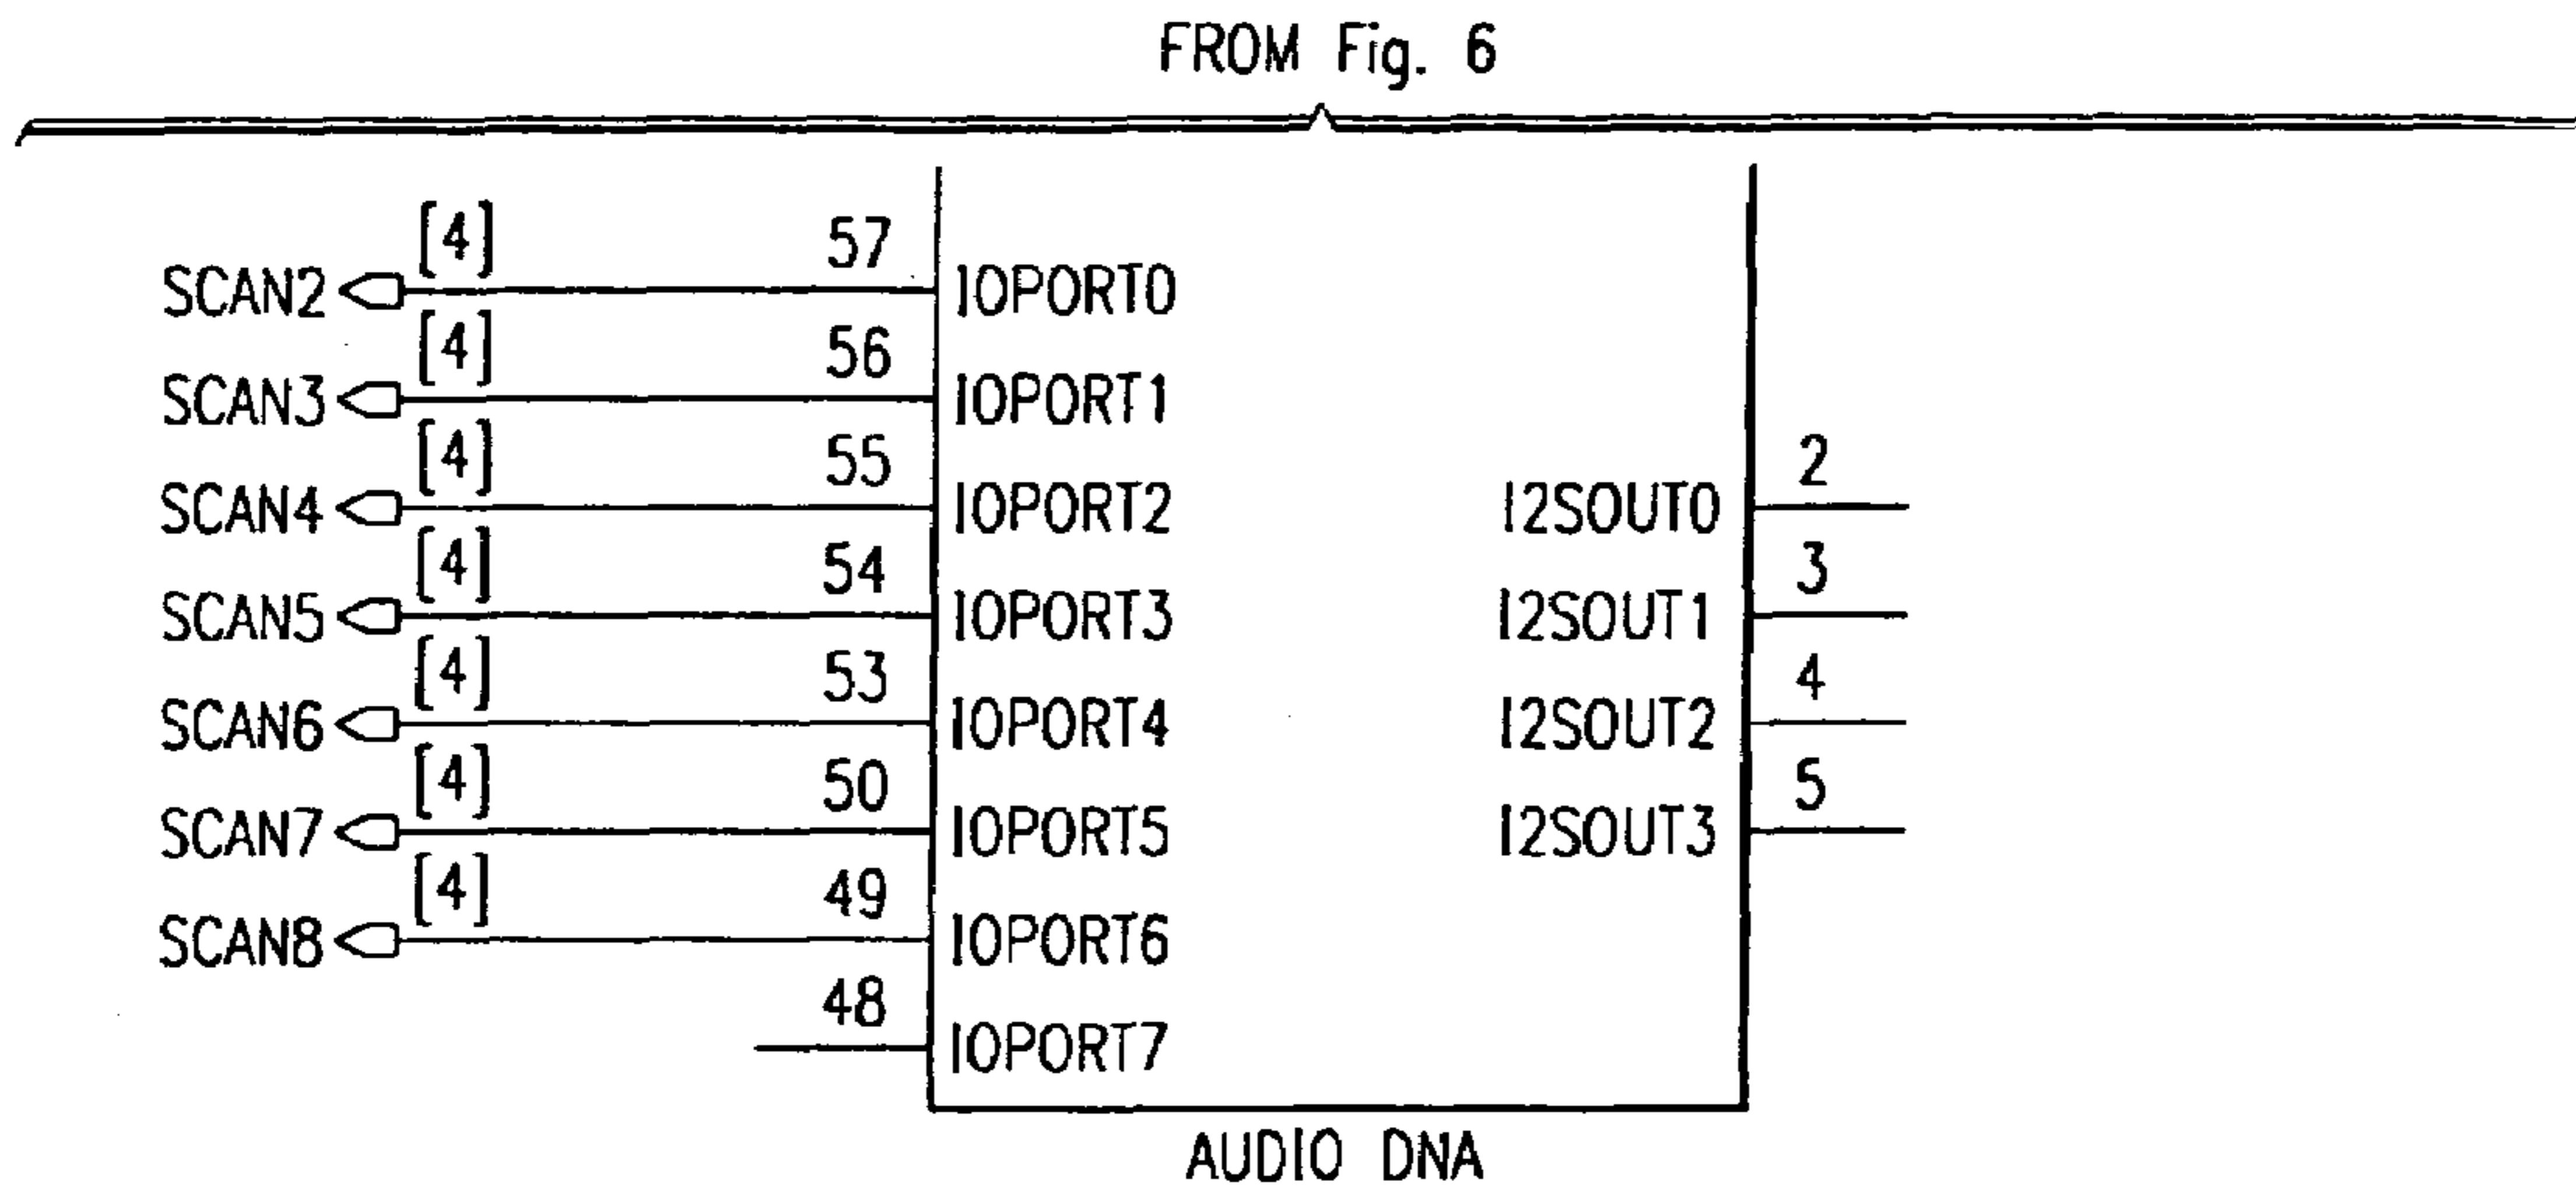 FROM Fig. 6
[4] 57
SCAN2 IOPORT0
[4] 56
SCAN3 IOPORT1
[4] 55 2
SCAN4 IOPORT2 I2SOUT0
[4] 54 3
SCAN5 IOPORT3 I2SOUT1
[4] 53 4
SCAN6 IOPORT4 I2SOUT2
[4] 50 5
SCAN7 IOPORT5 I2SOUT3
[4] 49
SCAN8 IOPORT6
48
IOPORT7
AUDIO DNA